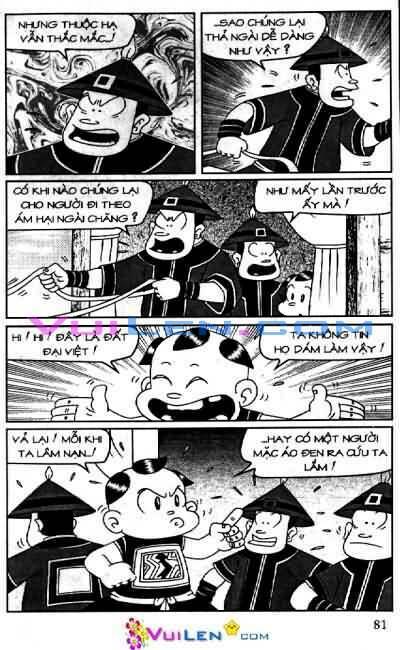 NHƯNG THUỘC HẠ
VẪN THẮC MẮC...!
...SAO CHÚNG LẠI
THẢ NGÀI DỄ DÀNG
NHƯ VẬY?
CÓ KHI NÀO CHÚNG LẠI
CHO NGƯỜI ĐI THEO
ÁM HẠI NGÀI CHĂNG?
NHƯ MẤY LẦN TRƯỚC
ẤY MÀ!
HI! HI! ĐÂY LÀ ĐẤT
ĐẠI VIỆT!
TA KHÔNG TIN
HỌ DÁM LÀM VẬY!
VUILEN.COM
VẢ LẠI! MỖI KHI
TA LÂM NẠN...!
...HAY CÓ MỘT NGƯỜI
MẶC ÁO ĐEN RA CỨU TA
LẮM!
81
VUILEN.COM